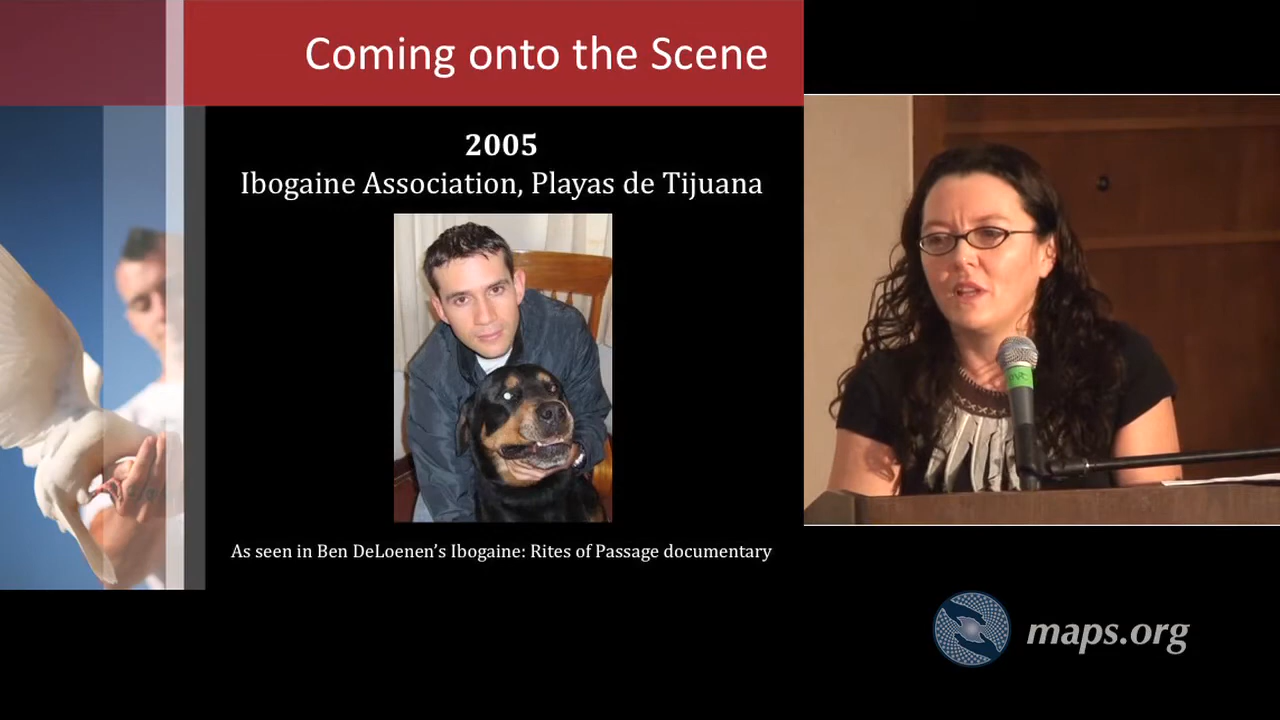 Coming onto the Scene
2005
Ibogaine Association, Playas de Tijuana
As seen in Ben DeLoenen’s Ibogaine: Rites of Passage documentary
maps.org